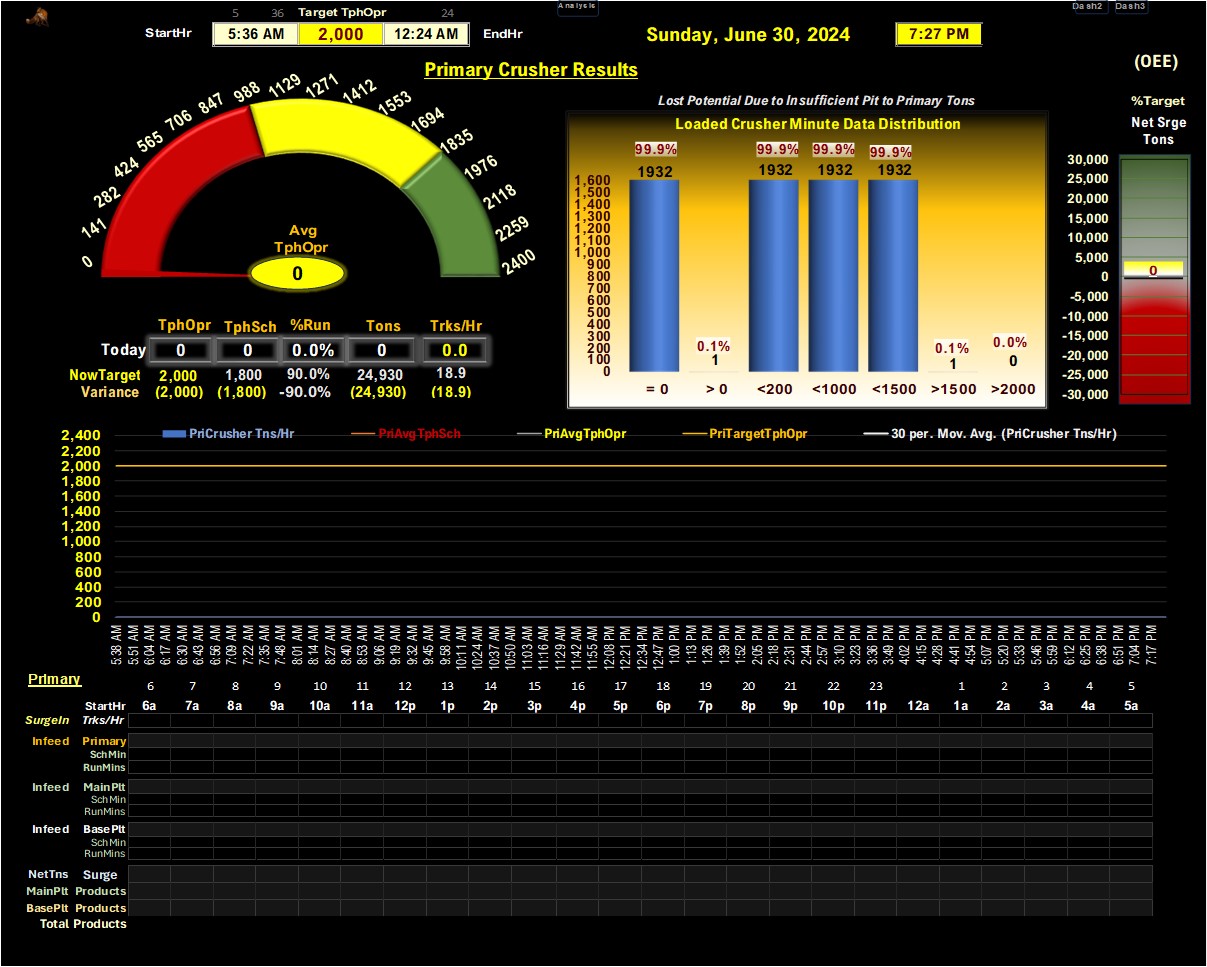 5 36 Target TphOpr 24
Analysis
Dash2 Dash3
StartHr 5:36 AM 2,000 12:24 AM EndHr
Sunday, June 30, 2024
7:27 PM
(OEE)
Primary Crusher Results
0
141
282
424
565
706
847
988
1129
1271
1412
1553
1694
1835
1976
2118
2259
2400
Avg
TphOpr
0
TphOpr TphSch %Run Tons Trks/Hr
Today 0 0 0.0% 0 0.0
NowTarget 2,000 1,800 90.0% 24,930 18.9
Variance (2,000) (1,800) -90.0% (24,930) (18.9)
Lost Potential Due to Insufficient Pit to Primary Tons
Loaded Crusher Minute Data Distribution
99.9% 99.9% 99.9% 99.9%
1932 1932 1932 1932
1,600
1,500
1,400
1,300
1,200
1,100
1,000
900
800
700
600
500
400
300
200
100
0
0.1% 0.1% 0.0%
1 1 0
= 0 > 0 <200 <1000 <1500 >1500 >2000
%Target
Net Srge
Tons
30,000
25,000
20,000
15,000
10,000
5,000
0
-5,000
-10,000
-15,000
-20,000
-25,000
-30,000
0
PriCrusher Tns/Hr PriAvgTphSch PriAvgTphOpr PriTargetTphOpr 30 per. Mov. Avg. (PriCrusher Tns/Hr)
2,400
2,200
2,000
1,800
1,600
1,400
1,200
1,000
800
600
400
200
0
5:38 AM
5:51 AM
6:04 AM
6:17 AM
6:30 AM
6:43 AM
6:56 AM
7:09 AM
7:22 AM
7:35 AM
7:48 AM
8:01 AM
8:14 AM
8:27 AM
8:40 AM
8:53 AM
9:06 AM
9:19 AM
9:32 AM
9:45 AM
9:58 AM
10:11 AM
10:24 AM
10:37 AM
10:50 AM
11:03 AM
11:16 AM
11:29 AM
11:42 AM
11:55 AM
12:08 PM
12:21 PM
12:34 PM
12:47 PM
1:00 PM
1:13 PM
1:26 PM
1:39 PM
1:52 PM
2:05 PM
2:18 PM
2:31 PM
2:44 PM
2:57 PM
3:10 PM
3:23 PM
3:36 PM
3:49 PM
4:02 PM
4:15 PM
4:28 PM
4:41 PM
4:54 PM
5:07 PM
5:20 PM
5:33 PM
5:46 PM
5:59 PM
6:12 PM
6:25 PM
6:38 PM
6:51 PM
7:04 PM
7:17 PM
Primary
6 7 8 9 10 11 12 13 14 15 16 17 18 19 20 21 22 23 1 2 3 4 5
StartHr 6a 7a 8a 9a 10a 11a 12p 1p 2p 3p 4p 5p 6p 7p 8p 9p 10p 11p 12a 1a 2a 3a 4a 5a
SurgeIn Trks/Hr
Infeed Primary
SchMin
RunMins
Infeed MainPlt
SchMin
RunMins
Infeed BasePlt
SchMin
RunMins
NetTns Surge
MainPlt Products
BasePlt Products
Total Products